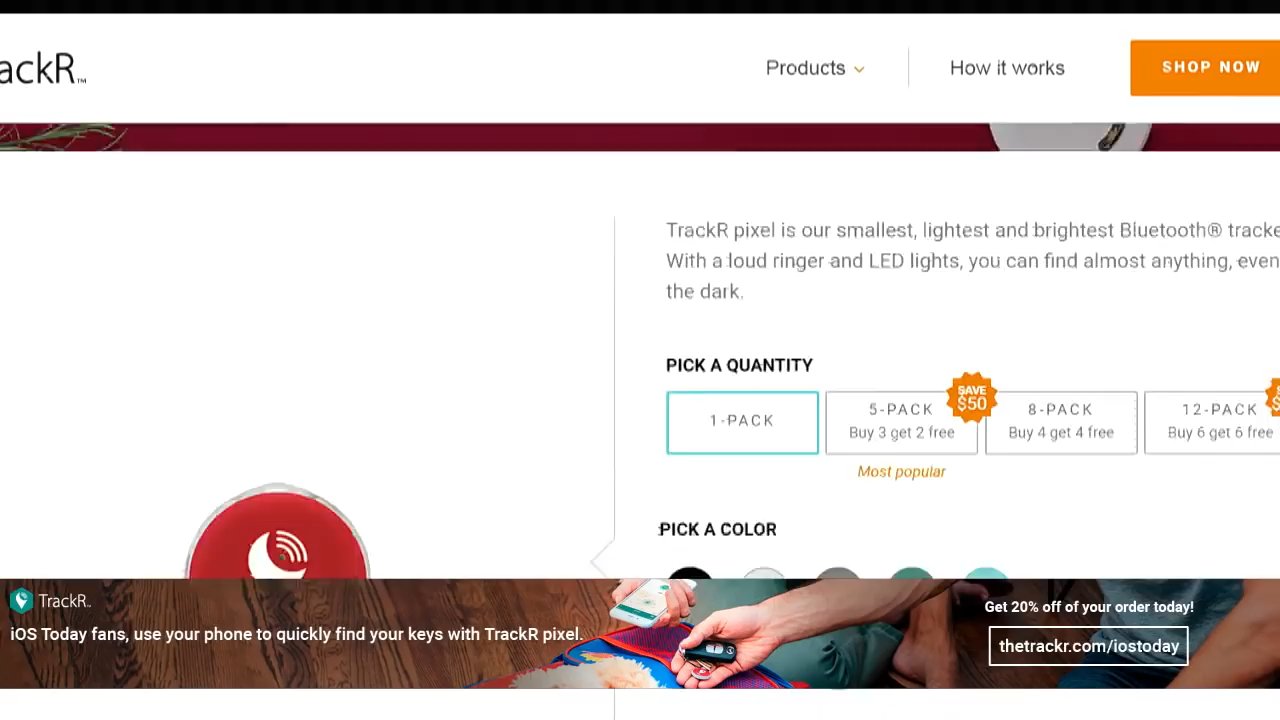 ackR™
Products
How it works
SHOP NOW
TrackR pixel is our smallest, lightest and brightest Bluetooth® tracke
With a loud ringer and LED lights, you can find almost anything, even
the dark.
PICK A QUANTITY
1-PACK
5-PACK
Buy 3 get 2 free
SAVE
$50
8-PACK
Buy 4 get 4 free
12-PACK
Buy 6 get 6 free
Most popular
PICK A COLOR
TrackR™
iOS Today fans, use your phone to quickly find your keys with TrackR pixel.
Get 20% off of your order today!
thetrackr.com/iostoday